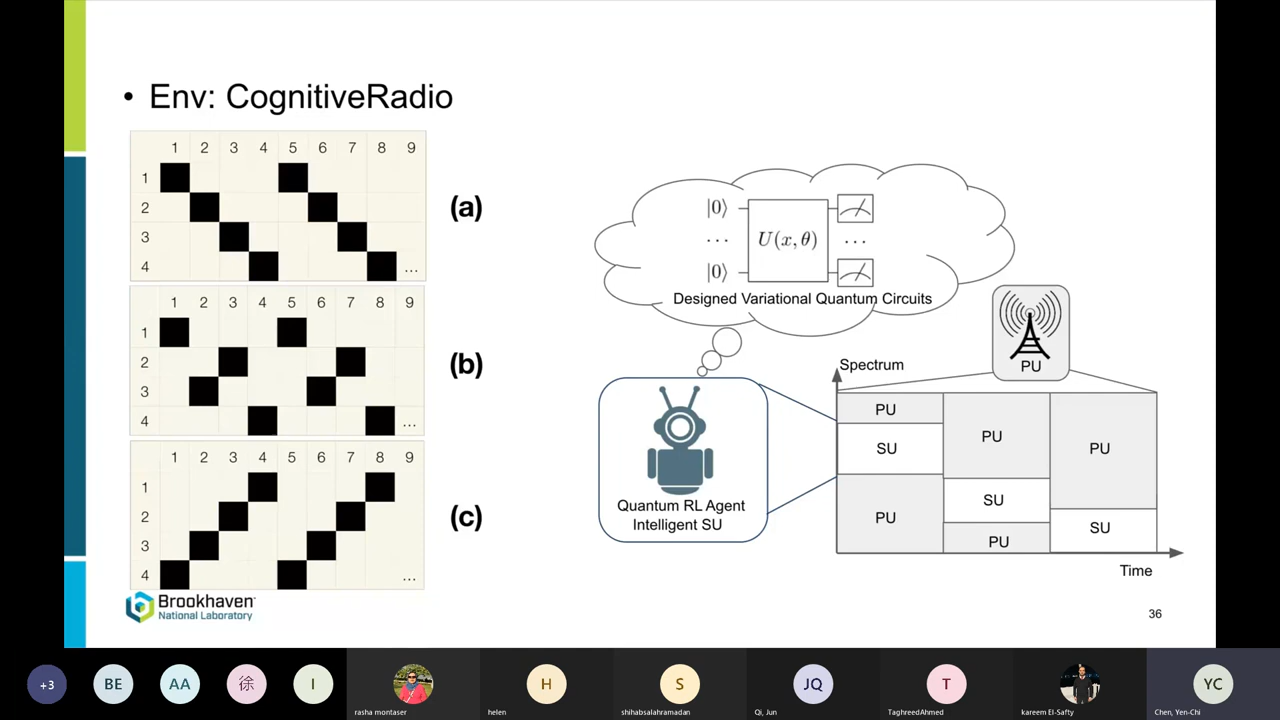 • Env: CognitiveRadio
1 2 3 4 5 6 7 8 9
1
2
3
4 ...
(a)
1 2 3 4 5 6 7 8 9
1
2
3
4 ...
(b)
1 2 3 4 5 6 7 8 9
1
2
3
4 ...
(c)
|0⟩
... U(x, θ) ...
|0⟩
Designed Variational Quantum Circuits
PU
Quantum RL Agent
Intelligent SU
Spectrum
PU
SU
PU
PU
SU
PU
PU
SU
Time
Brookhaven
National Laboratory
36
+3
BE
AA
徐
I
rasha montaser
H
helen
S
shihabsalahramadan
JQ
Qi, Jun
T
TaghreedAhmed
kareem El-Safty
YC
Chen, Yen-Chi